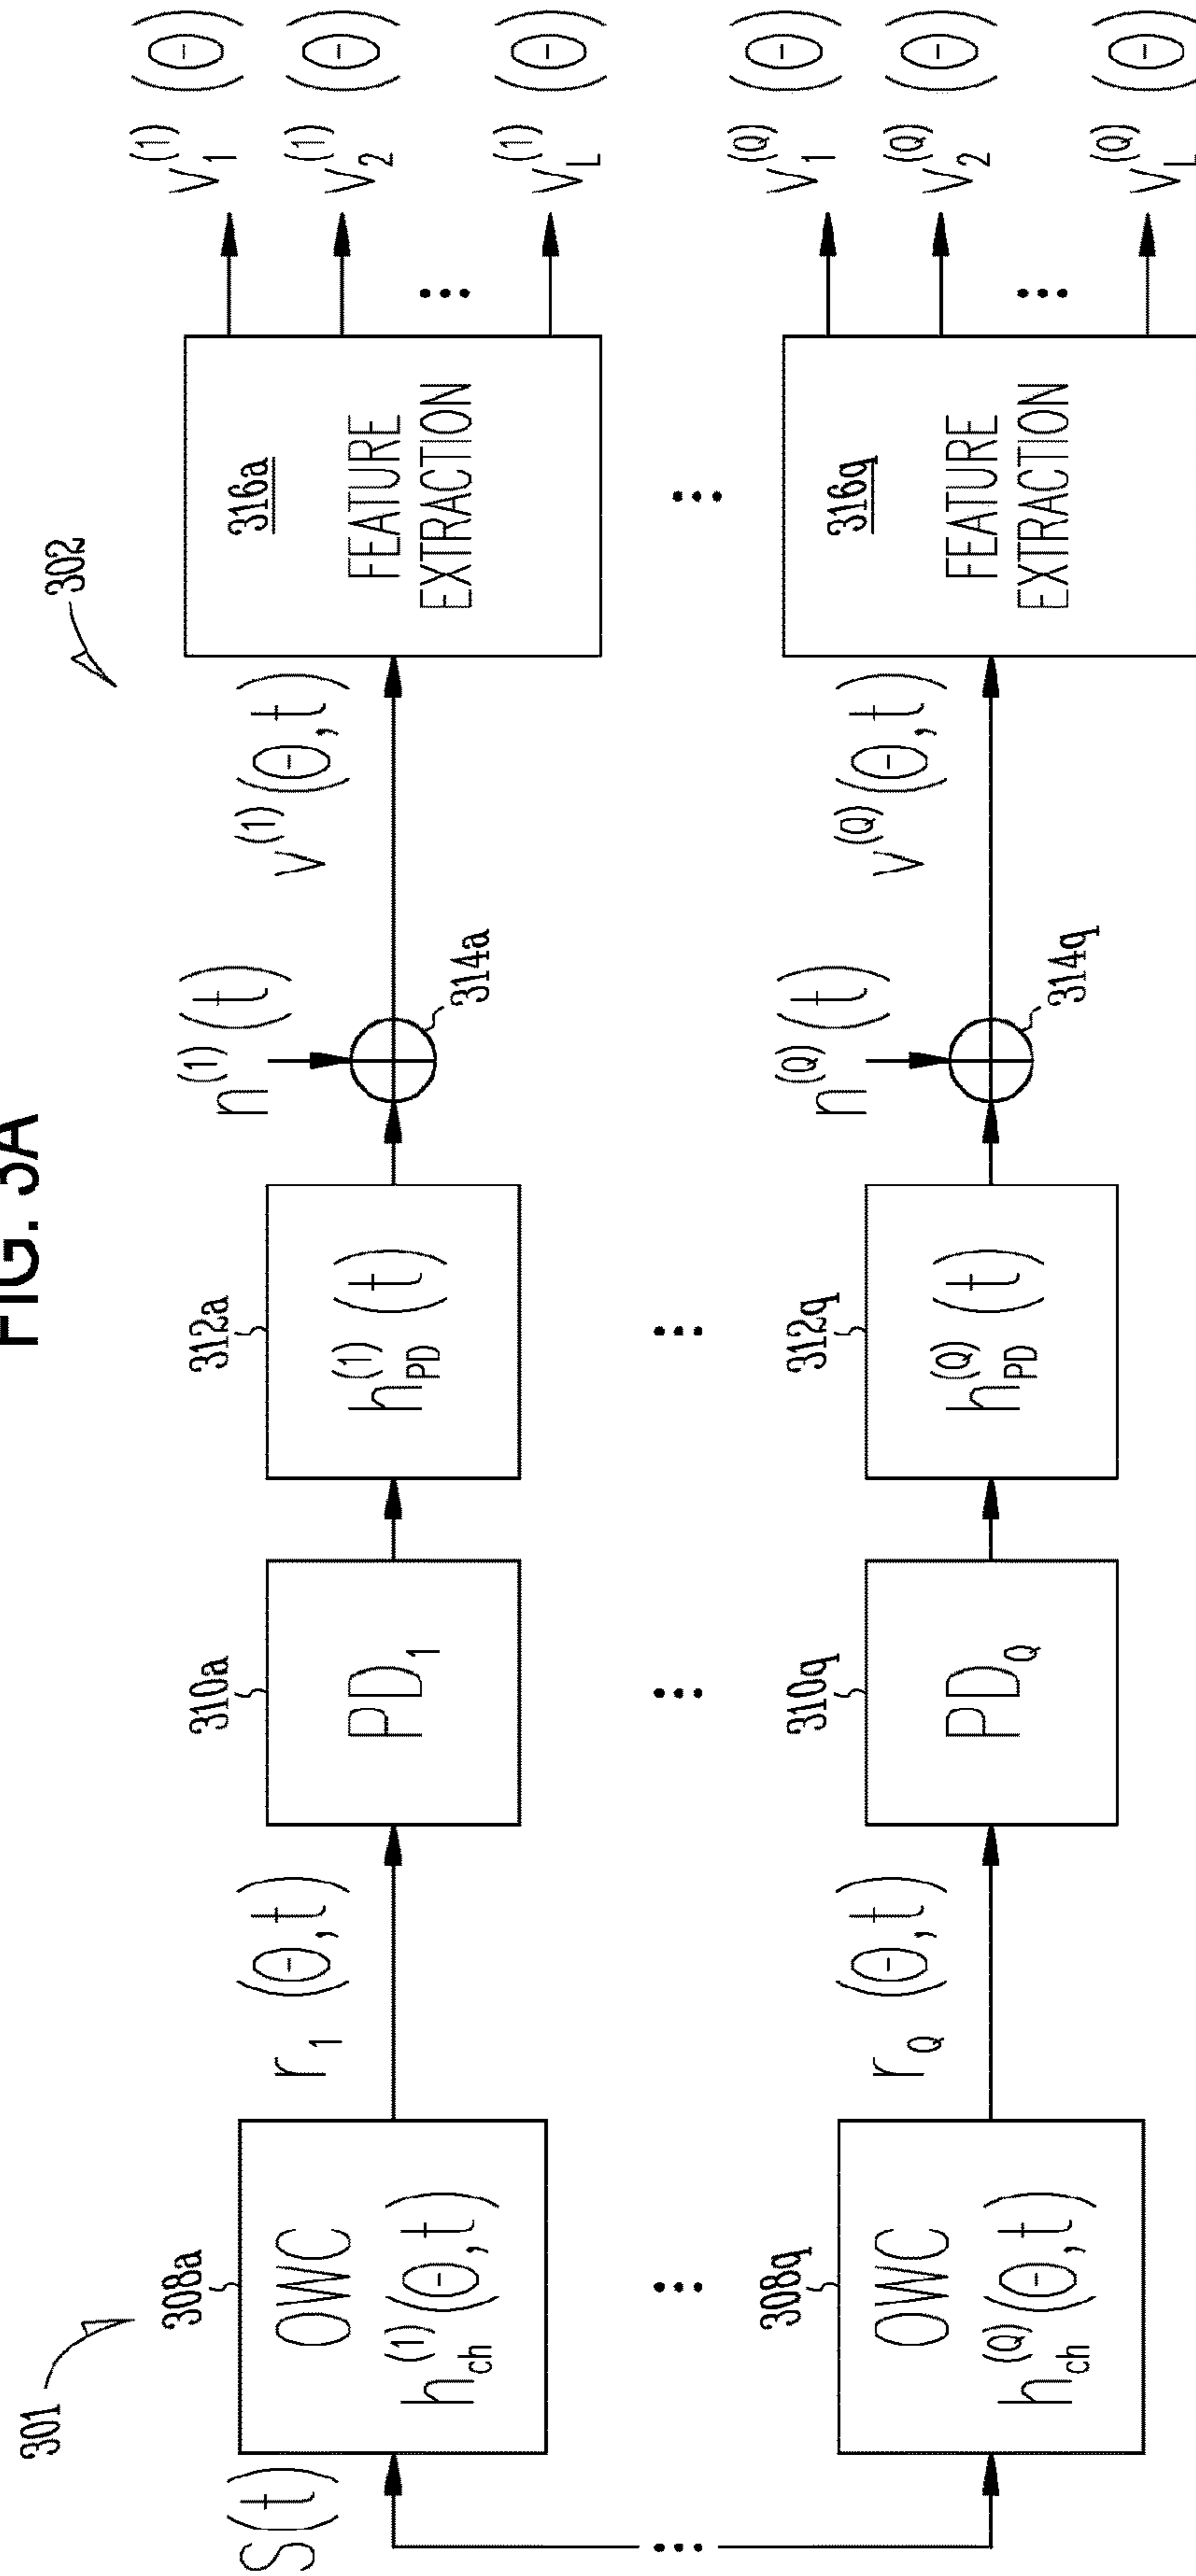 FIG. 3A
301
302
S(t)
308a
OWC
h_ch^(1)(Θ,t)
r_1 (Θ,t)
310a
PD_1
312a
h_PD^(1)(t)
n^(1)(t)
314a
v^(1)(Θ,t)
316a
FEATURE
EXTRACTION
v_1^(1)(Θ)
v_2^(1)(Θ)
...
v_L^(1)(Θ)
... ... ... ... ...
308q
OWC
h_ch^(Q)(Θ,t)
r_Q (Θ,t)
310q
PD_Q
312q
h_PD^(Q)(t)
n^(Q)(t)
314q
v^(Q)(Θ,t)
316q
FEATURE
EXTRACTION
v_1^(Q)(Θ)
v_2^(Q)(Θ)
...
v_L^(Q)(Θ)